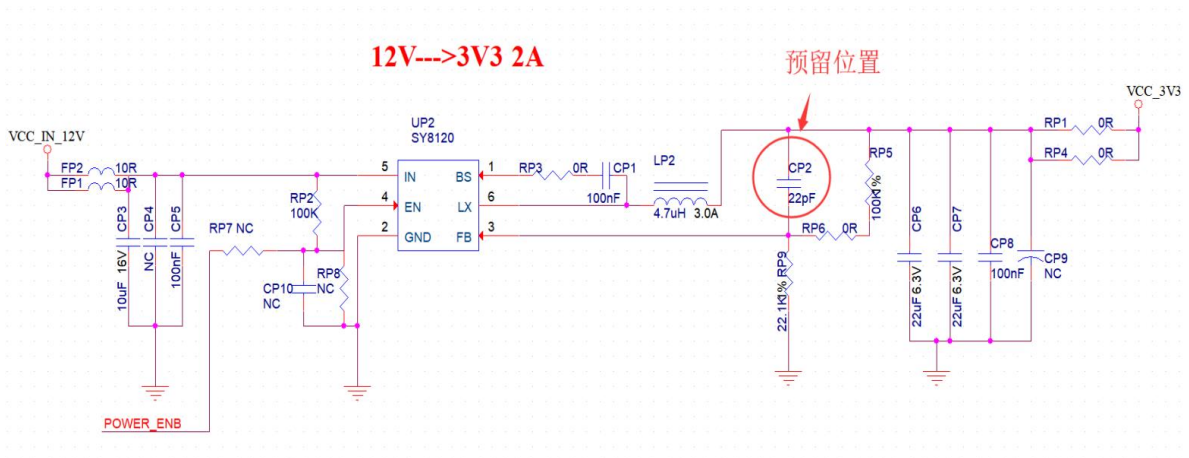 12V--->3V3 2A
预留位置
VCC_3V3
VCC_IN_12V
UP2
SY8120
FP2
10R
FP1
10R
5
IN
BS
1
RP3
0R
CP1
100nF
LP2
4.7uH 3.0A
4
EN
LX
6
2
GND
FB
3
RP2
100K
RP7 NC
CP3
10uF 16V
CP4
NC
CP5
100nF
CP10
NC
RP8
NC
CP2
22pF
RP5
100K1%
RP6
0R
RP9
22.1K1%
CP6
22uF 6.3V
CP7
22uF 6.3V
CP8
100nF
CP9
NC
RP1
0R
RP4
0R
POWER_ENB